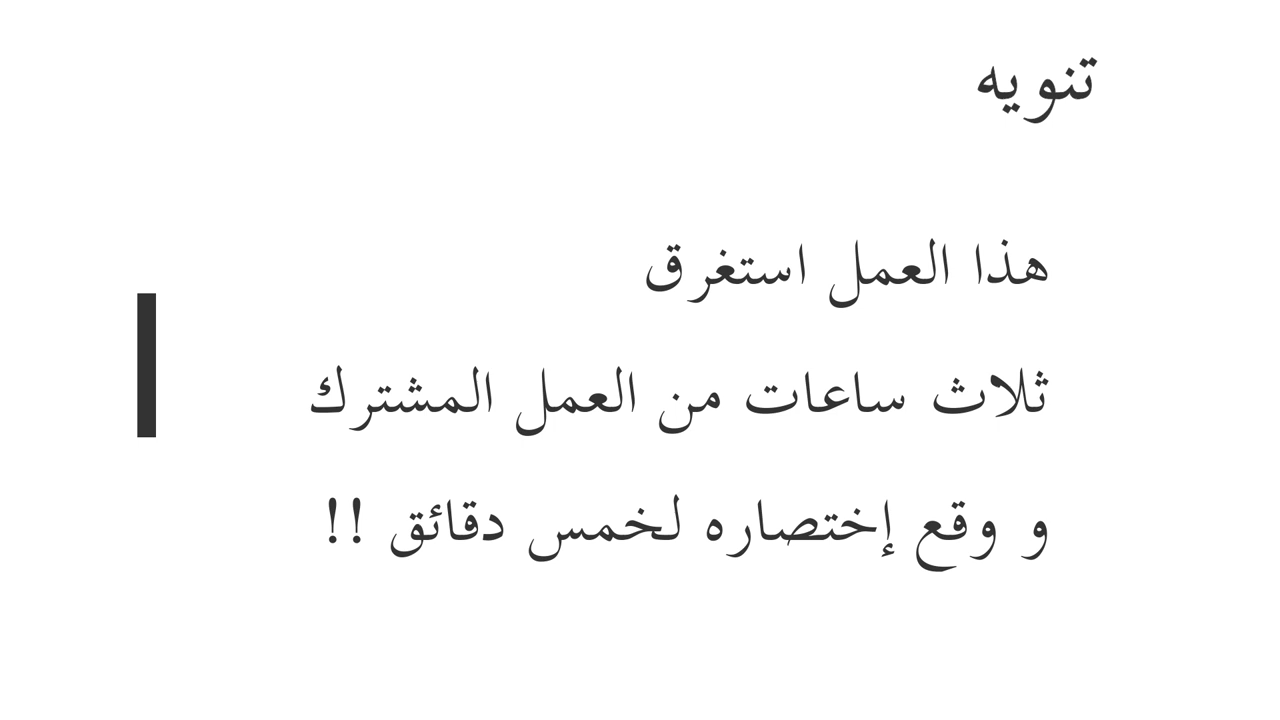 تنويه
هذا العمل استغرق
ثلاث ساعات من العمل المشترك
و وقع إختصاره لخمس دقائق !!